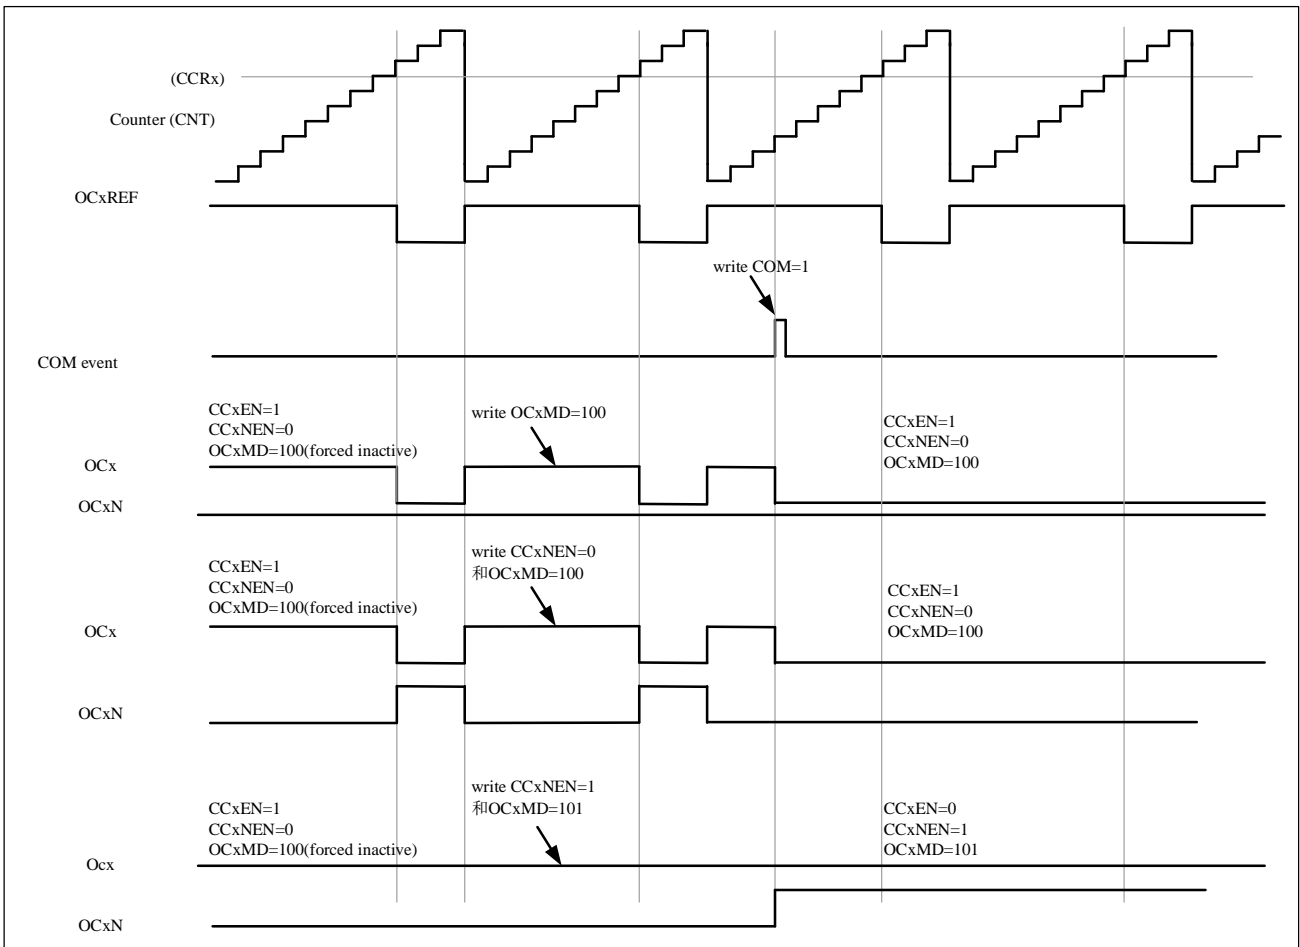 (CCRx)
Counter (CNT)
OCxREF
write COM=1
COM event
CCxEN=1
CCxNEN=0
OCxMD=100(forced inactive)
write OCxMD=100
CCxEN=1
CCxNEN=0
OCxMD=100
OCx
OCxN
CCxEN=1
CCxNEN=0
OCxMD=100(forced inactive)
write CCxNEN=0
和OCxMD=100
CCxEN=1
CCxNEN=0
OCxMD=100
OCx
OCxN
CCxEN=1
CCxNEN=0
OCxMD=100(forced inactive)
write CCxNEN=1
和OCxMD=101
CCxEN=0
CCxNEN=1
OCxMD=101
Ocx
OCxN